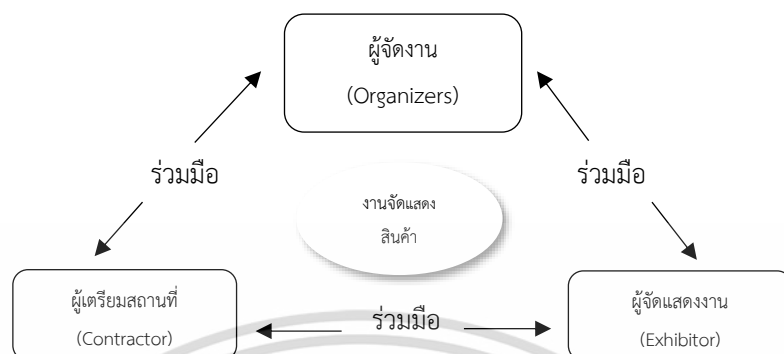 ผู้จัดงาน
(Organizers)
ร่วมมือ
ร่วมมือ
งานจัดแสดง
สินค้า
ผู้เตรียมสถานที่
(Contractor)
ร่วมมือ
ผู้จัดแสดงงาน
(Exhibitor)